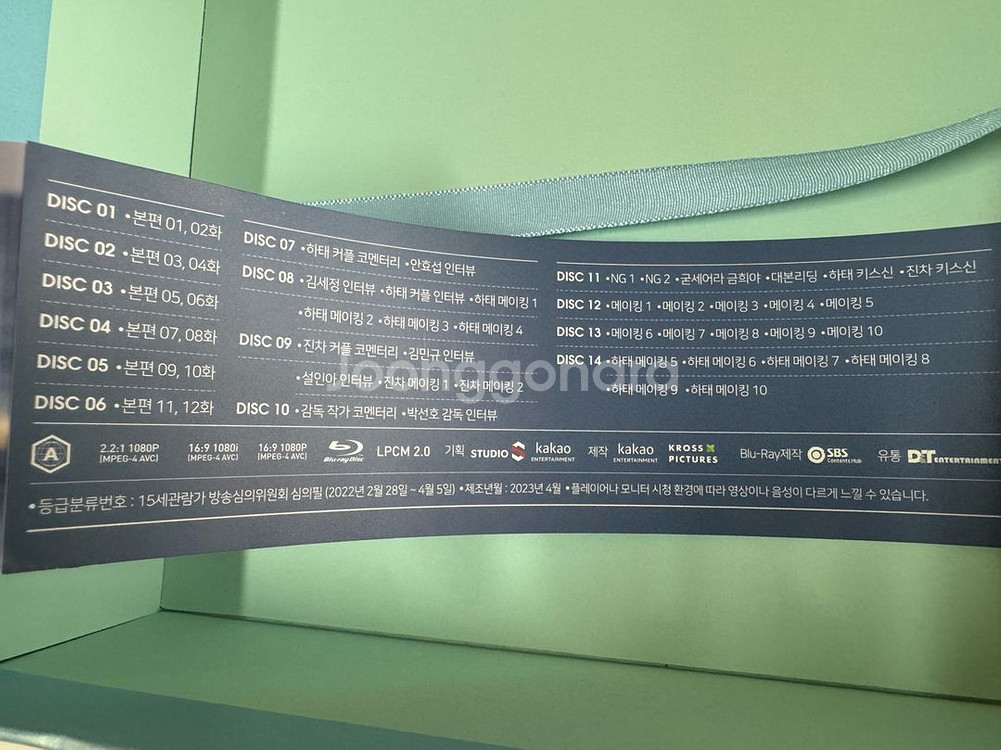 DISC 01 •본편 01, 02화
DISC 02 •본편 03, 04화
DISC 03 •본편 05, 06화
DISC 04 •본편 07, 08화
DISC 05 •본편 09, 10화
DISC 06 •본편 11, 12화
DISC 07 •하태 커플 코멘터리 •안효섭 인터뷰
DISC 08 •김세정 인터뷰 •하태 커플 인터뷰 •하태 메이킹 1
•하태 메이킹 2 •하태 메이킹 3 •하태 메이킹 4
DISC 09 •진차 커플 코멘터리 •김민규 인터뷰
•설인아 인터뷰 •진차 메이킹 1 •진차 메이킹 2
DISC 10 •감독 작가 코멘터리 •박선호 감독 인터뷰
DISC 11 •NG 1 •NG 2 •굳세어라 금희야 •대본리딩 •하태 키스신 •진차 키스신
DISC 12 •메이킹 1 •메이킹 2 •메이킹 3 •메이킹 4 •메이킹 5
DISC 13 •메이킹 6 •메이킹 7 •메이킹 8 •메이킹 9 •메이킹 10
DISC 14 •하태 메이킹 5 •하태 메이킹 6 •하태 메이킹 7 •하태 메이킹 8
•하태 메이킹 9 •하태 메이킹 10
joonggonara
A 2.2:1 1080P 16:9 1080i 16:9 1080P Blu-ray Disc LPCM 2.0 기획 STUDIO S kakao 제작 kakao KROSS Blu-Ray제작 SBS 유통 D&T ENTERTAINMENT
(MPEG-4 AVC) (MPEG-4 AVC) (MPEG-4 AVC) ENTERTAINMENT ENTERTAINMENT PICTURES Contents Hub
•등급분류번호 : 15세관람가 방송심의위원회 심의필 (2022년 2월 28일 ~ 4월 5일) •제조년월 : 2023년 4월 •플레이어나 모니터 시청 환경에 따라 영상이나 음성이 다르게 느낄 수 있습니다.